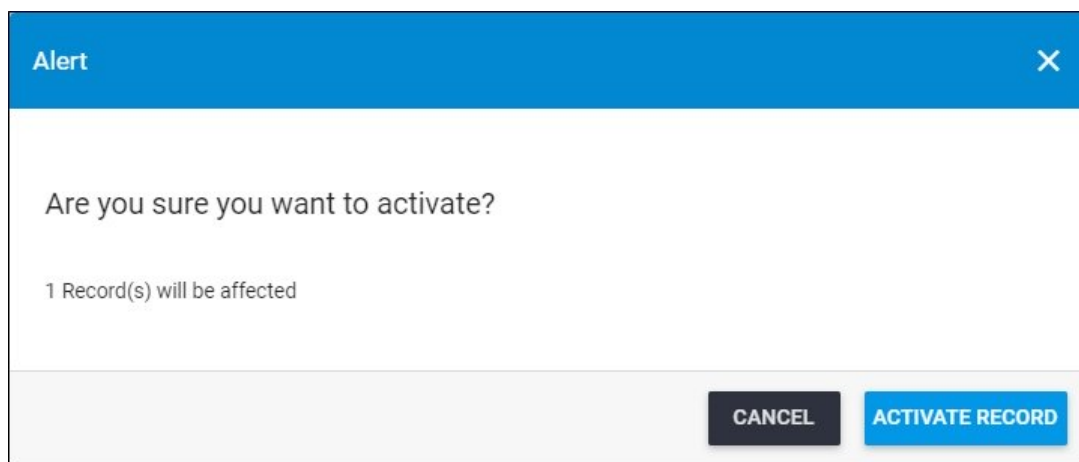 Alert
Are you sure you want to activate?
1 Record(s) will be affected
CANCEL ACTIVATE RECORD